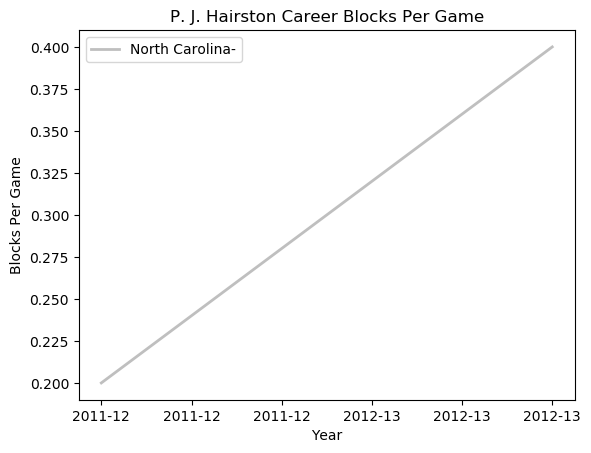 P. J. Hairston Career Blocks Per Game
North Carolina-
0.400
0.375
0.350
0.325
0.300
0.275
0.250
0.225
0.200
Blocks Per Game
2011-12 2011-12 2011-12 2012-13 2012-13 2012-13
Year